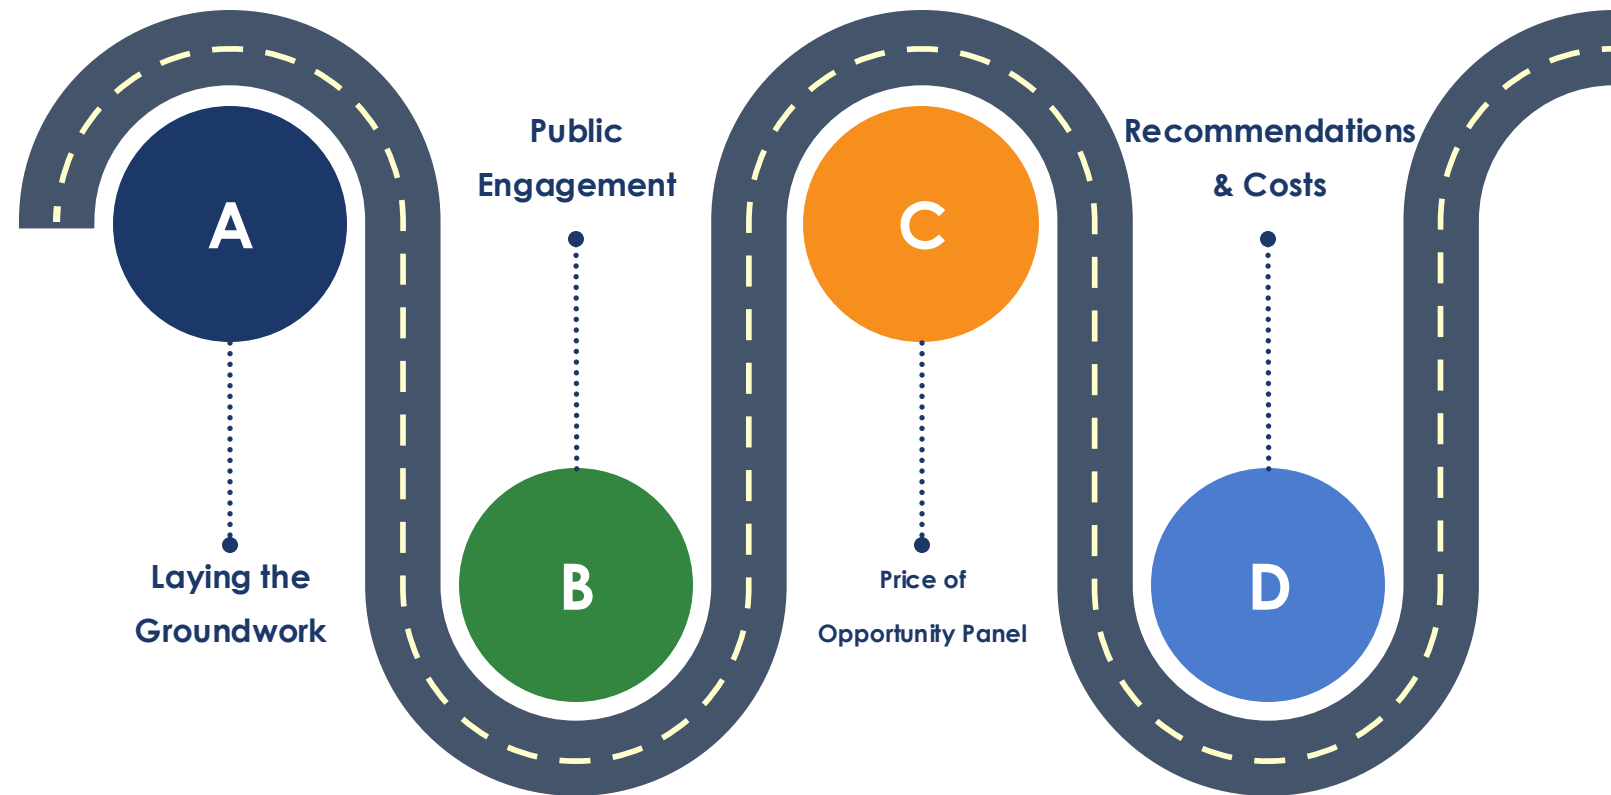 A
Laying the
Groundwork
Public
Engagement
B
C
Price of
Opportunity Panel
Recommendations
& Costs
D